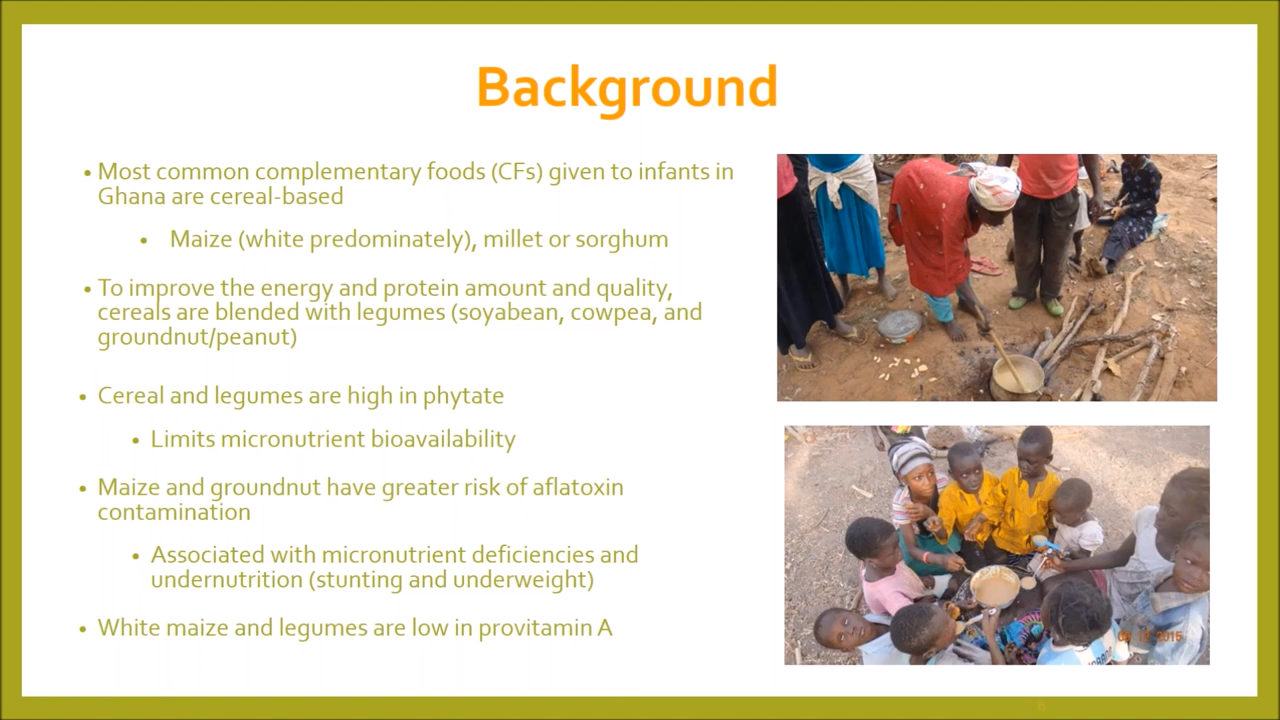 Background
• Most common complementary foods (CFs) given to infants in
Ghana are cereal-based
• Maize (white predominately), millet or sorghum
• To improve the energy and protein amount and quality,
cereals are blended with legumes (soyabean, cowpea, and
groundnut/peanut)
• Cereal and legumes are high in phytate
• Limits micronutrient bioavailability
• Maize and groundnut have greater risk of aflatoxin
contamination
• Associated with micronutrient deficiencies and
undernutrition (stunting and underweight)
• White maize and legumes are low in provitamin A
2015